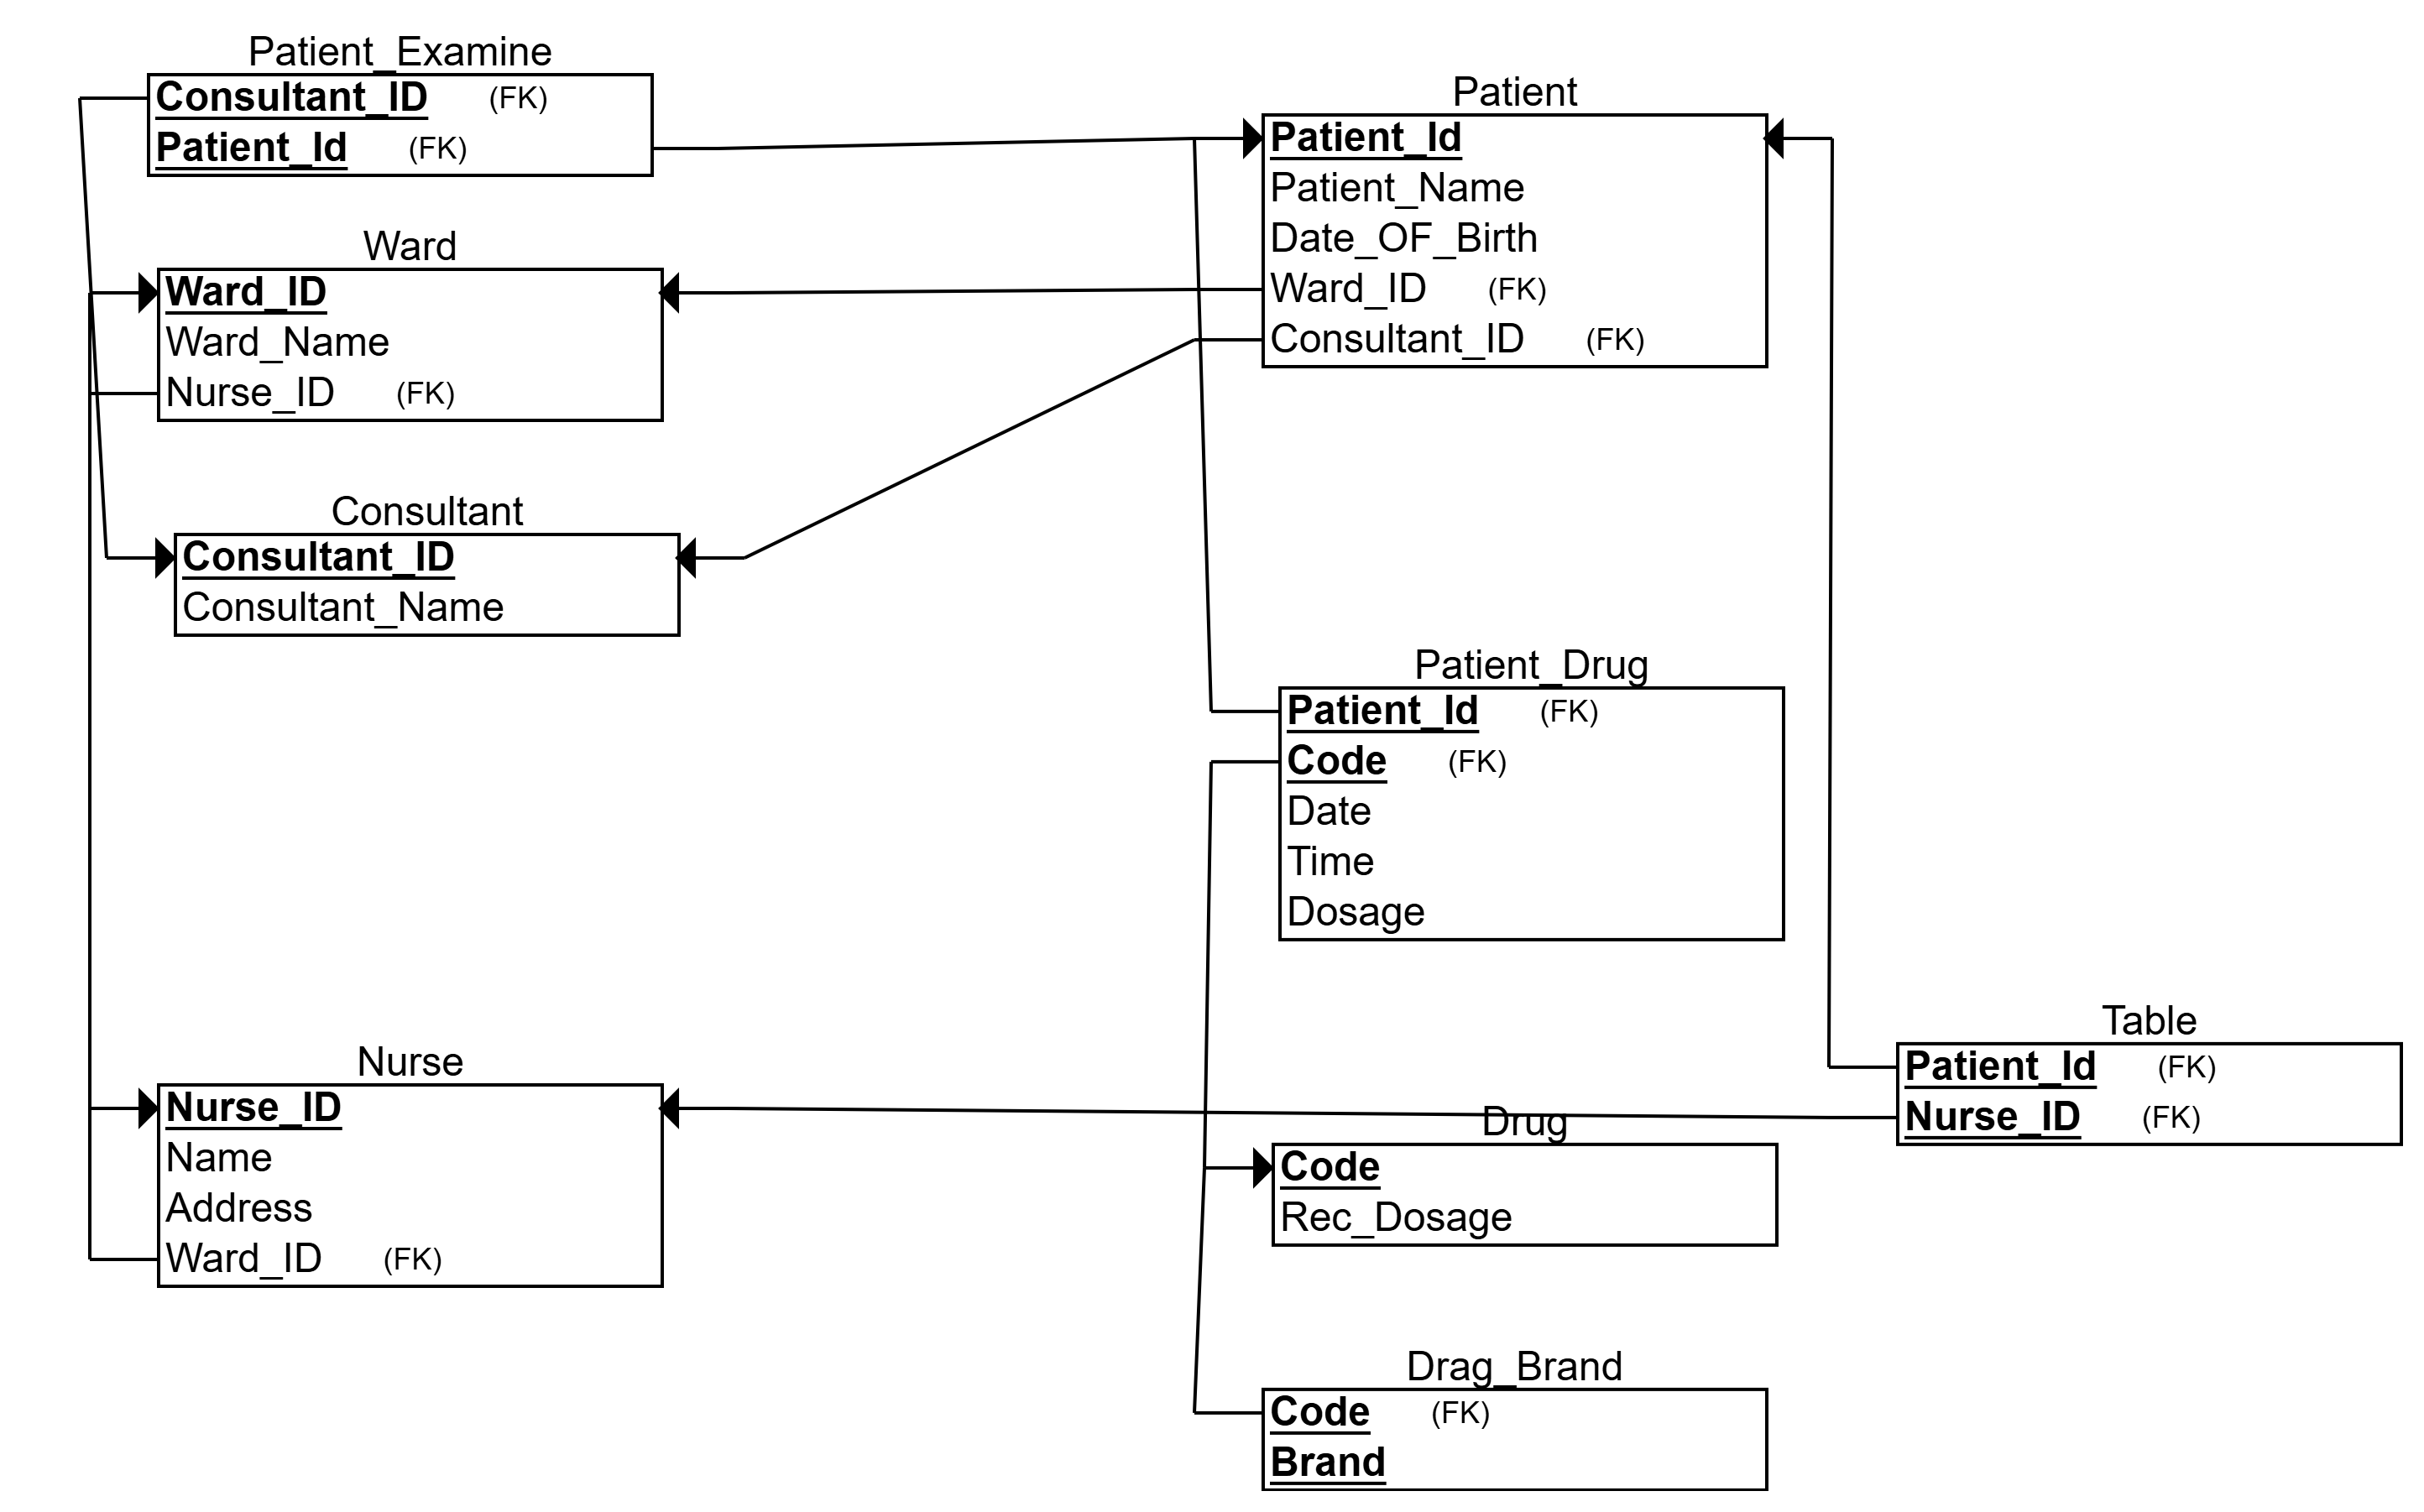 Patient_Examine
Consultant_ID (FK)
Patient_Id (FK)
Ward
Ward_ID
Ward_Name
Nurse_ID (FK)
Consultant
Consultant_ID
Consultant_Name
Nurse
Nurse_ID
Name
Address
Ward_ID (FK)
Patient
Patient_Id
Patient_Name
Date_OF_Birth
Ward_ID (FK)
Consultant_ID (FK)
Patient_Drug
Patient_Id (FK)
Code (FK)
Date
Time
Dosage
Drug
Code
Rec_Dosage
Drag_Brand
Code (FK)
Brand
Table
Patient_Id (FK)
Nurse_ID (FK)